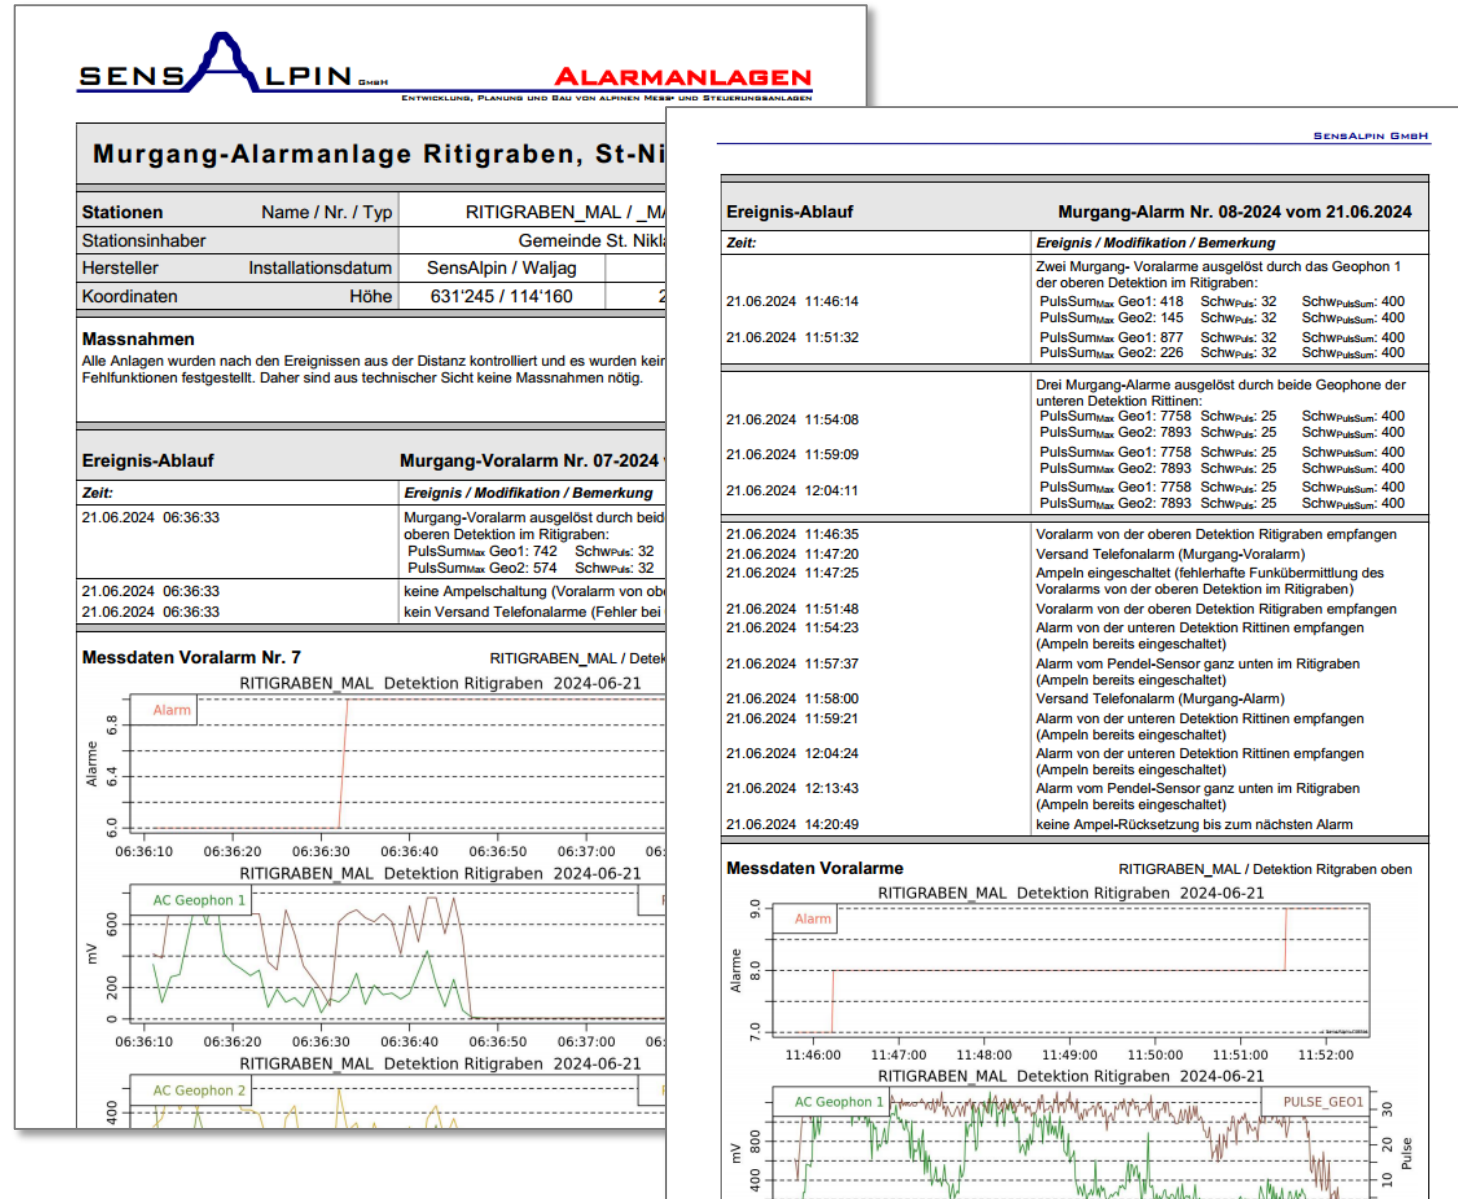 SENSALPIN GMBH
ALARMANLAGEN
ENTWICKLUNG, PLANUNG UND BAU VON ALPINEN MESS- UND STEUERUNGSANLAGEN
Murgang-Alarmanlage Ritigraben, St-Ni
Stationen Name / Nr. / Typ RITIGRABEN_MAL / _MA
Stationsinhaber Gemeinde St. Nikla
Hersteller Installationsdatum SensAlpin / Waljag
Koordinaten Höhe 631'245 / 114'160 2
Massnahmen
Alle Anlagen wurden nach den Ereignissen aus der Distanz kontrolliert und es wurden kein
Fehlfunktionen festgestellt. Daher sind aus technischer Sicht keine Massnahmen nötig.
Ereignis-Ablauf Murgang-Voralarm Nr. 07-2024
Zeit: Ereignis / Modifikation / Bemerkung
21.06.2024 06:36:33 Murgang-Voralarm ausgelöst durch beid
oberen Detektion im Ritigraben:
PulsSumMax Geo1: 742 SchwPuls: 32
PulsSumMax Geo2: 574 SchwPuls: 32
21.06.2024 06:36:33 keine Ampelschaltung (Voralarm von obe
21.06.2024 06:36:33 kein Versand Telefonalarme (Fehler bei
Messdaten Voralarm Nr. 7 RITIGRABEN_MAL / Detek
RITIGRABEN_MAL Detektion Ritigraben 2024-06-21
Alarm
Alarme
6.8
6.4
6.0
06:36:10 06:36:20 06:36:30 06:36:40 06:36:50 06:37:00 06:
RITIGRABEN_MAL Detektion Ritigraben 2024-06-21
AC Geophon 1
mV
600
200
0
06:36:10 06:36:20 06:36:30 06:36:40 06:36:50 06:37:00 06:
RITIGRABEN_MAL Detektion Ritigraben 2024-06-21
AC Geophon 2
400
SENSALPIN GMBH
Ereignis-Ablauf Murgang-Alarm Nr. 08-2024 vom 21.06.2024
Zeit: Ereignis / Modifikation / Bemerkung
Zwei Murgang- Voralarme ausgelöst durch das Geophon 1
der oberen Detektion im Ritigraben:
21.06.2024 11:46:14 PulsSumMax Geo1: 418 SchwPuls: 32 SchwPulsSum: 400
PulsSumMax Geo2: 145 SchwPuls: 32 SchwPulsSum: 400
21.06.2024 11:51:32 PulsSumMax Geo1: 877 SchwPuls: 32 SchwPulsSum: 400
PulsSumMax Geo2: 226 SchwPuls: 32 SchwPulsSum: 400
Drei Murgang-Alarme ausgelöst durch beide Geophone der
unteren Detektion Rittinen:
21.06.2024 11:54:08 PulsSumMax Geo1: 7758 SchwPuls: 25 SchwPulsSum: 400
PulsSumMax Geo2: 7893 SchwPuls: 25 SchwPulsSum: 400
21.06.2024 11:59:09 PulsSumMax Geo1: 7758 SchwPuls: 25 SchwPulsSum: 400
PulsSumMax Geo2: 7893 SchwPuls: 25 SchwPulsSum: 400
21.06.2024 12:04:11 PulsSumMax Geo1: 7758 SchwPuls: 25 SchwPulsSum: 400
PulsSumMax Geo2: 7893 SchwPuls: 25 SchwPulsSum: 400
21.06.2024 11:46:35 Voralarm von der oberen Detektion Ritigraben empfangen
21.06.2024 11:47:20 Versand Telefonalarm (Murgang-Voralarm)
21.06.2024 11:47:25 Ampeln eingeschaltet (fehlerhafte Funkübermittlung des
Voralarms von der oberen Detektion im Ritigraben)
21.06.2024 11:51:48 Voralarm von der oberen Detektion Ritigraben empfangen
21.06.2024 11:54:23 Alarm von der unteren Detektion Rittinen empfangen
(Ampeln bereits eingeschaltet)
21.06.2024 11:57:37 Alarm vom Pendel-Sensor ganz unten im Ritigraben
(Ampeln bereits eingeschaltet)
21.06.2024 11:58:00 Versand Telefonalarm (Murgang-Alarm)
21.06.2024 11:59:21 Alarm von der unteren Detektion Rittinen empfangen
(Ampeln bereits eingeschaltet)
21.06.2024 12:04:24 Alarm von der unteren Detektion Rittinen empfangen
(Ampeln bereits eingeschaltet)
21.06.2024 12:13:43 Alarm vom Pendel-Sensor ganz unten im Ritigraben
(Ampeln bereits eingeschaltet)
21.06.2024 14:20:49 keine Ampel-Rücksetzung bis zum nächsten Alarm
Messdaten Voralarme RITIGRABEN_MAL / Detektion Ritgraben oben
RITIGRABEN_MAL Detektion Ritigraben 2024-06-21
Alarm
Alarme
9.0
8.0
7.0
11:46:00 11:47:00 11:48:00 11:49:00 11:50:00 11:51:00 11:52:00
RITIGRABEN_MAL Detektion Ritigraben 2024-06-21
AC Geophon 1 PULSE_GEO1
mV
800
400
30
20
10
Pulse